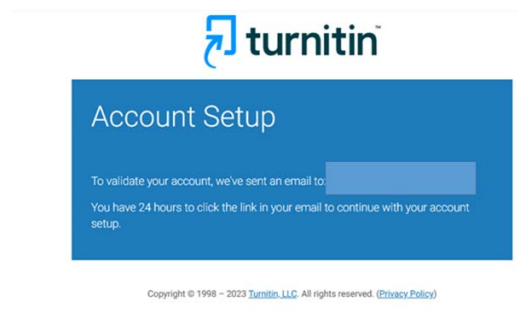 turnitin™
Account Setup
To validate your account, we've sent an email to:
You have 24 hours to click the link in your email to continue with your account
setup.
Copyright © 1998 – 2023 Turnitin, LLC. All rights reserved. (Privacy Policy)